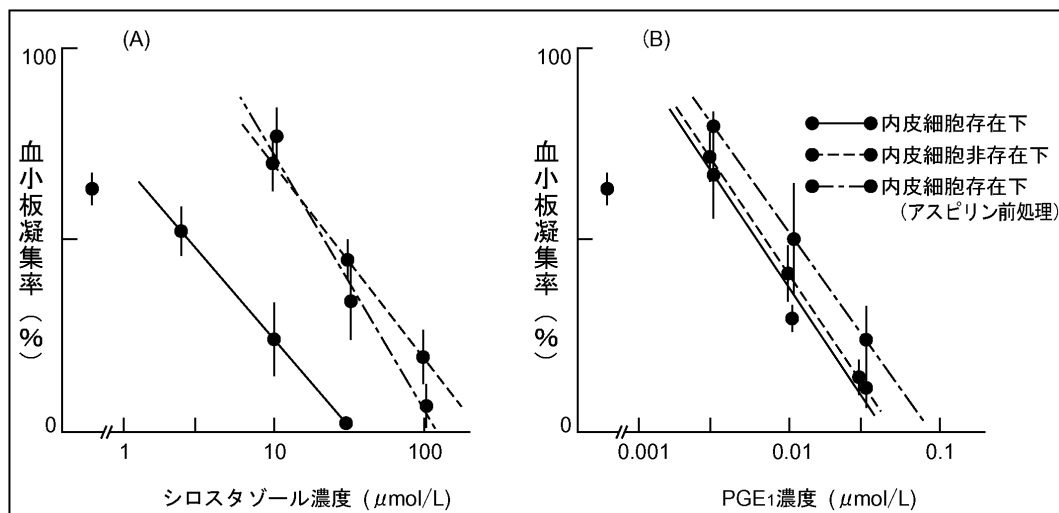 (A)
100
0
血小板凝集率(%)
1
10
100
シロスタゾール濃度 (μmol/L)
(B)
100
0
血小板凝集率(%)
0.001
0.01
0.1
PGE1濃度 (μmol/L)
内皮細胞存在下
内皮細胞非存在下
内皮細胞存在下
(アスピリン前処理)